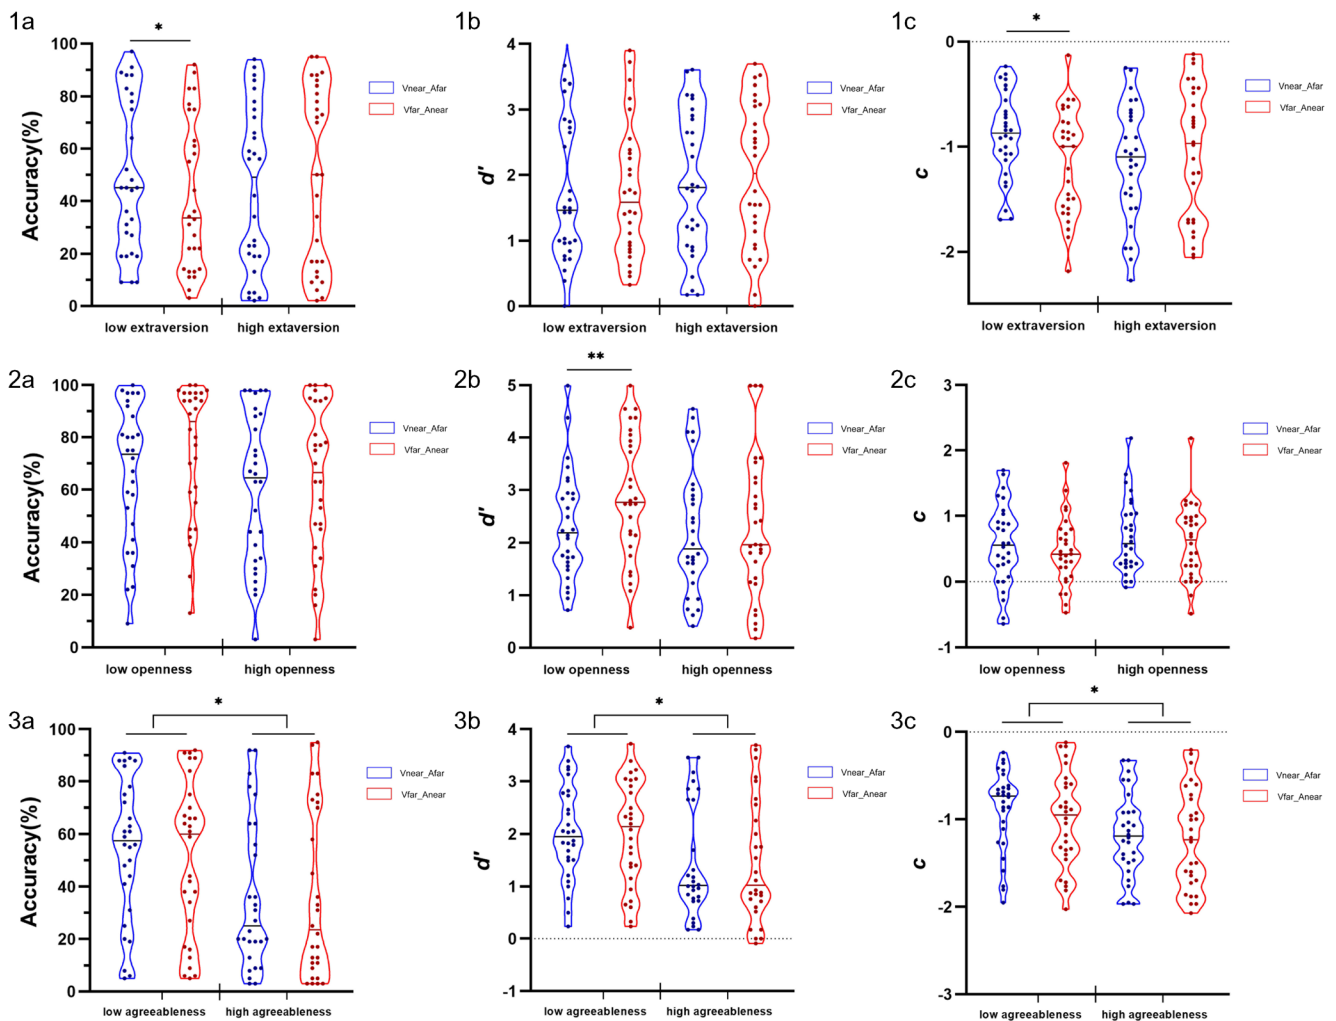 1a
Accuracy(%)
100
80
60
40
20
0
*
low extraversion
high extaversion
Vnear_Afar
Vfar_Anear
1b
d'
4
3
2
1
0
low extraversion
high extaversion
Vnear_Afar
Vfar_Anear
1c
c
0
-1
-2
*
low extraversion
high extaversion
Vnear_Afar
Vfar_Anear
2a
Accuracy(%)
100
80
60
40
20
0
low openness
high openness
Vnear_Afar
Vfar_Anear
2b
d'
5
4
3
2
1
0
**
low openness
high openness
Vnear_Afar
Vfar_Anear
2c
c
3
2
1
0
-1
low openness
high openness
Vnear_Afar
Vfar_Anear
3a
Accuracy(%)
100
80
60
40
20
0
*
low agreeableness
high agreeableness
Vnear_Afar
Vfar_Anear
3b
d'
4
3
2
1
0
-1
*
low agreeableness
high agreeableness
Vnear_Afar
Vfar_Anear
3c
c
0
-1
-2
-3
*
low agreeableness
high agreeableness
Vnear_Afar
Vfar_Anear